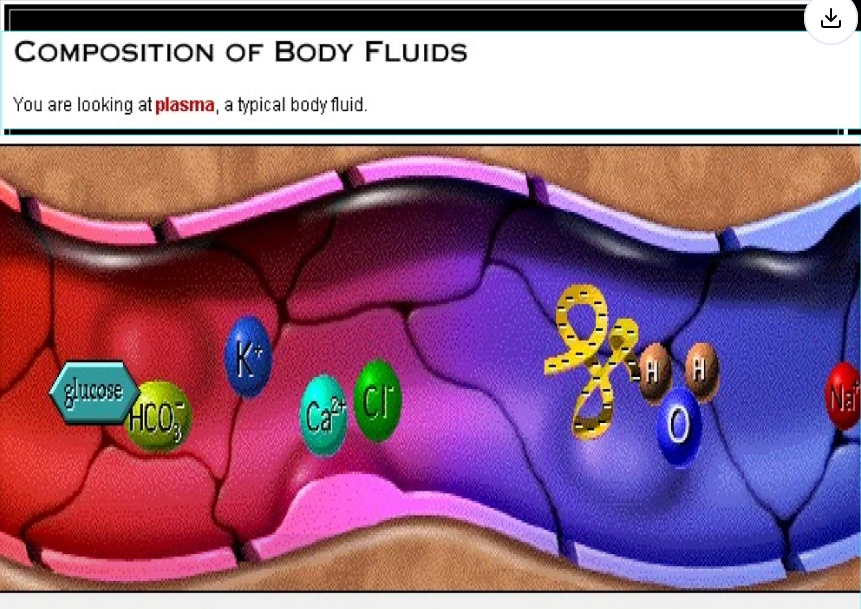 COMPOSITION OF BODY FLUIDS
You are looking at plasma, a typical body fluid.
K⁺
glucose
HCO₃⁻
Ca²⁺
Cl⁻
H
H
O
Na⁺